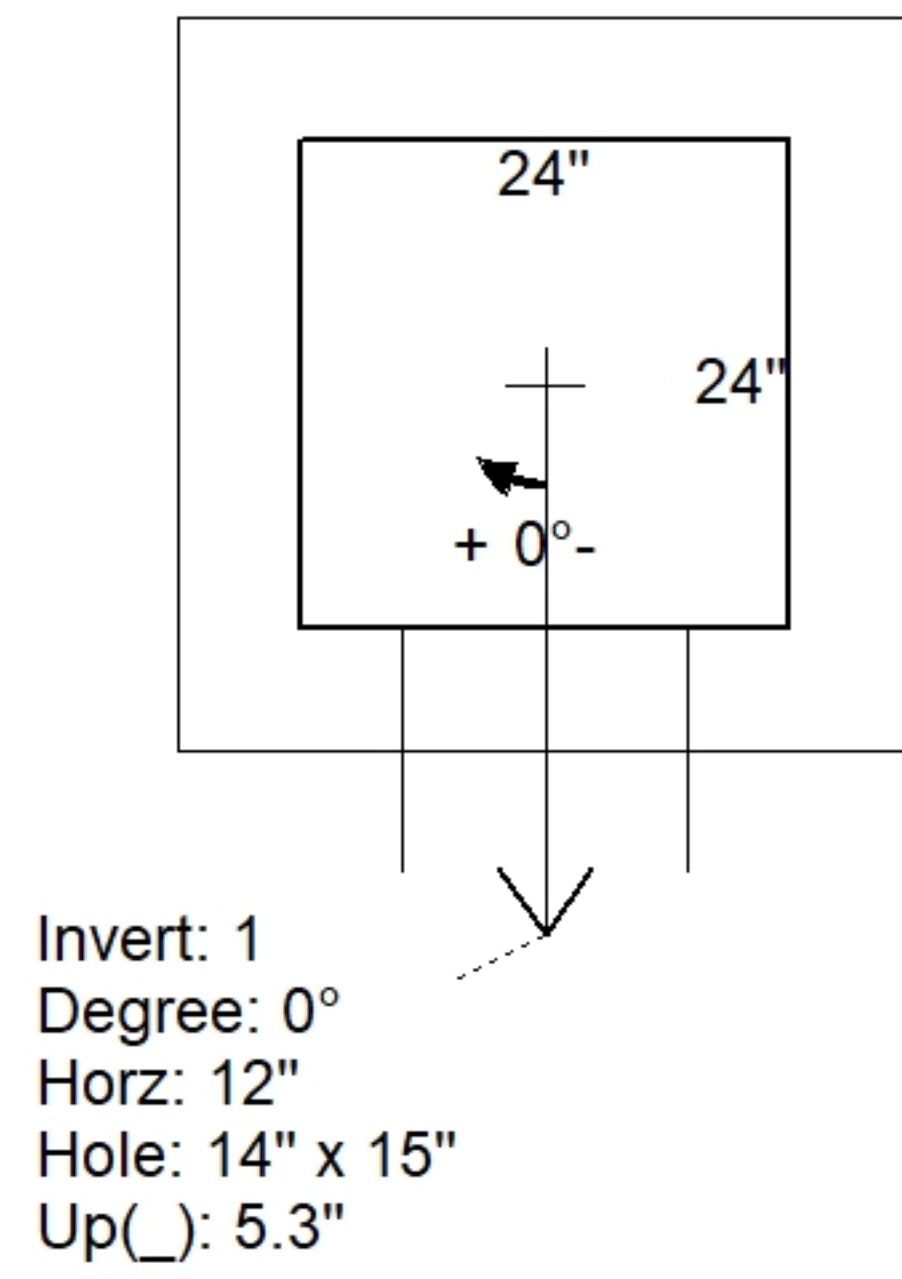 24"
24"
+ 0°-
Invert: 1
Degree: 0°
Horz: 12"
Hole: 14" x 15"
Up(_): 5.3"